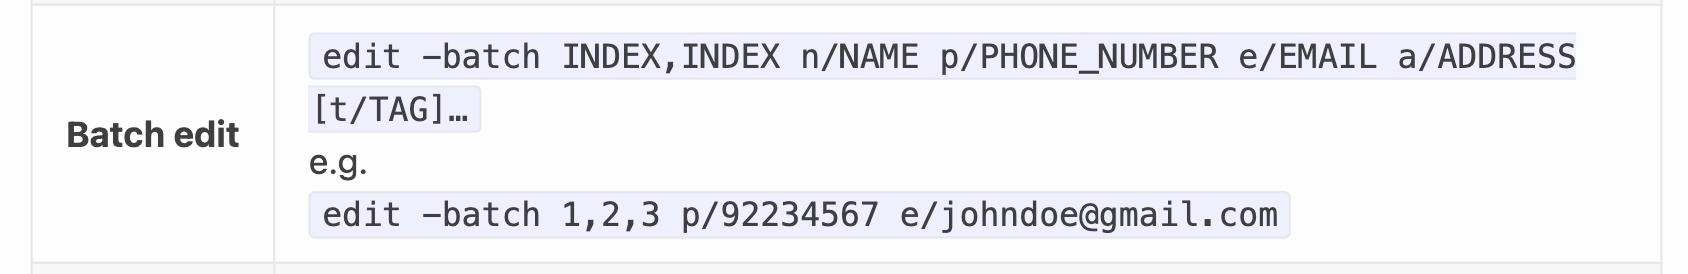 Batch edit
edit -batch INDEX,INDEX n/NAME p/PHONE_NUMBER e/EMAIL a/ADDRESS
[t/TAG]…
e.g.
edit -batch 1,2,3 p/92234567 e/johndoe@gmail.com